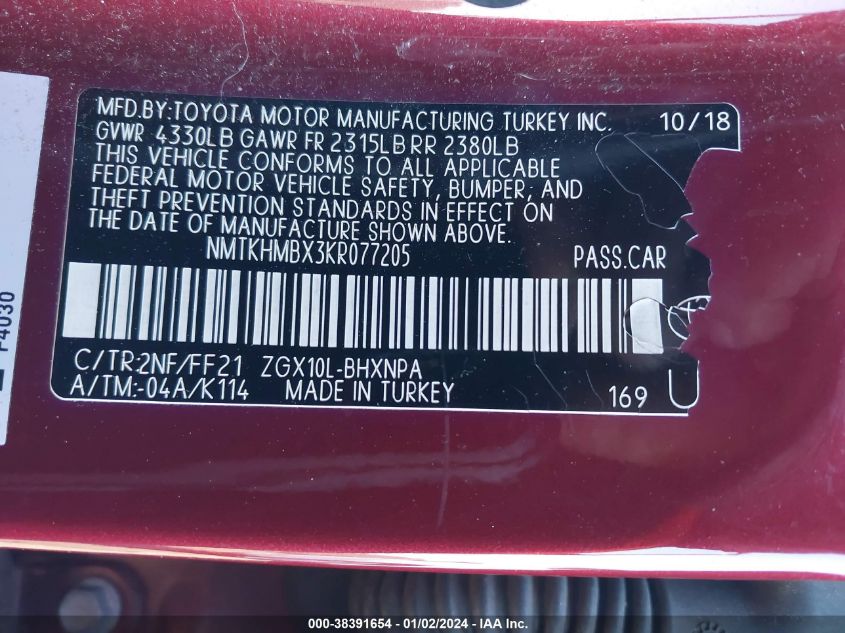 MFD.BY:TOYOTA MOTOR MANUFACTURING TURKEY INC. 10/18
GVWR 4330LB GAWR FR 2315LB RR 2380LB
THIS VEHICLE CONFORMS TO ALL APPLICABLE
FEDERAL MOTOR VEHICLE SAFETY, BUMPER, AND
THEFT PREVENTION STANDARDS IN EFFECT ON
THE DATE OF MANUFACTURE SHOWN ABOVE.
NMTKHMBX3KR077205 PASS.CAR
C/TR:2NF/FF21 ZGX10L-BHXNPA
A/TM:-04A/K114 MADE IN TURKEY 169 U
F4030
000-38391654 - 01/02/2024 - IAA Inc.